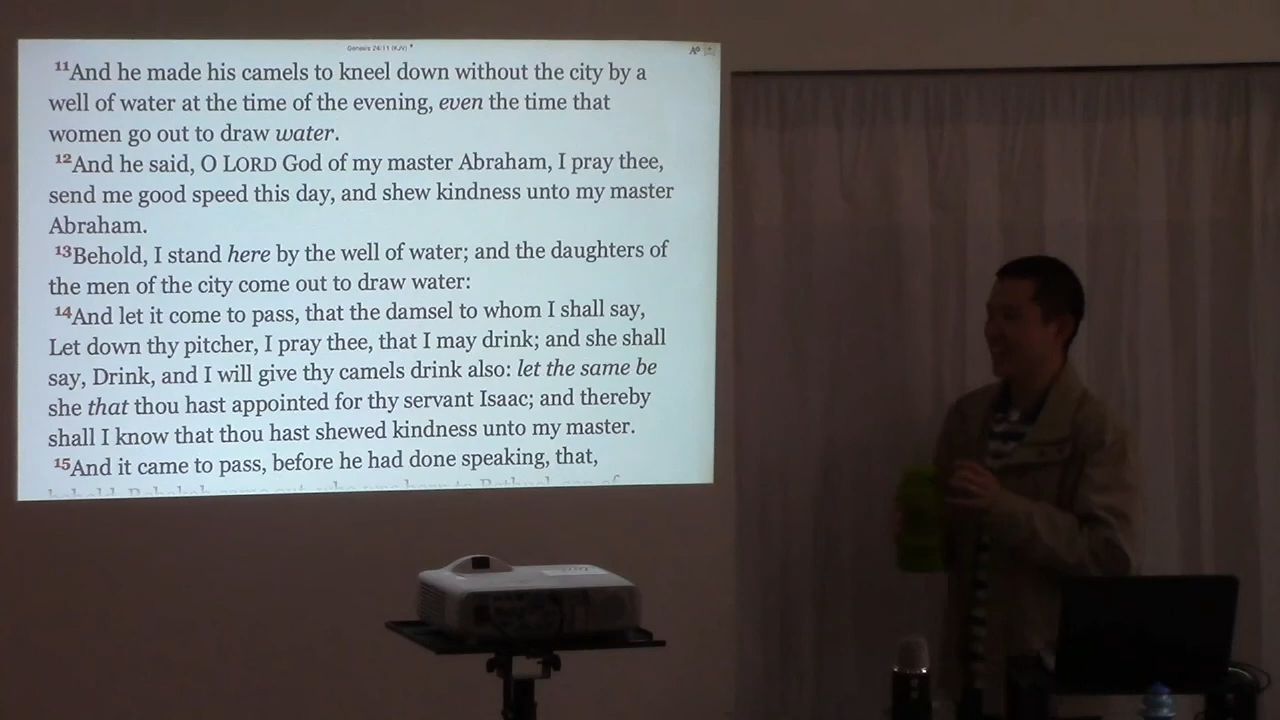 Genesis 24:11 (KJV)
¹¹And he made his camels to kneel down without the city by a
well of water at the time of the evening, even the time that
women go out to draw water.
¹²And he said, O LORD God of my master Abraham, I pray thee,
send me good speed this day, and shew kindness unto my master
Abraham.
¹³Behold, I stand here by the well of water; and the daughters of
the men of the city come out to draw water:
¹⁴And let it come to pass, that the damsel to whom I shall say,
Let down thy pitcher, I pray thee, that I may drink; and she shall
say, Drink, and I will give thy camels drink also: let the same be
she that thou hast appointed for thy servant Isaac; and thereby
shall I know that thou hast shewed kindness unto my master.
¹⁵And it came to pass, before he had done speaking, that,